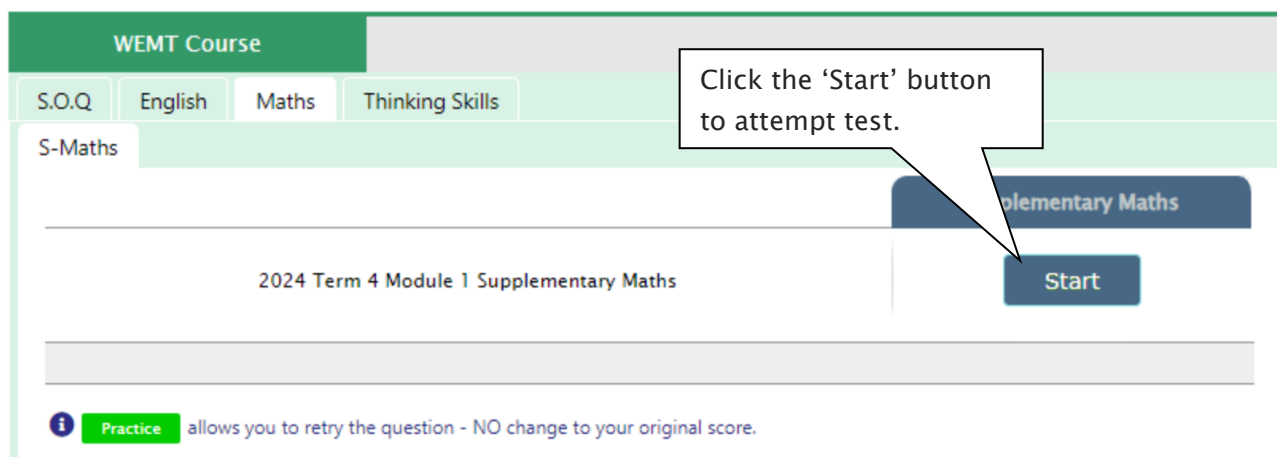 WEMT Course
Click the ‘Start’ button
to attempt test.
S.O.Q English Maths Thinking Skills
S-Maths
Maths
2024 Term 4 Module 1 Supplementary Maths
Start
Practice allows you to retry the question - NO change to your original score.